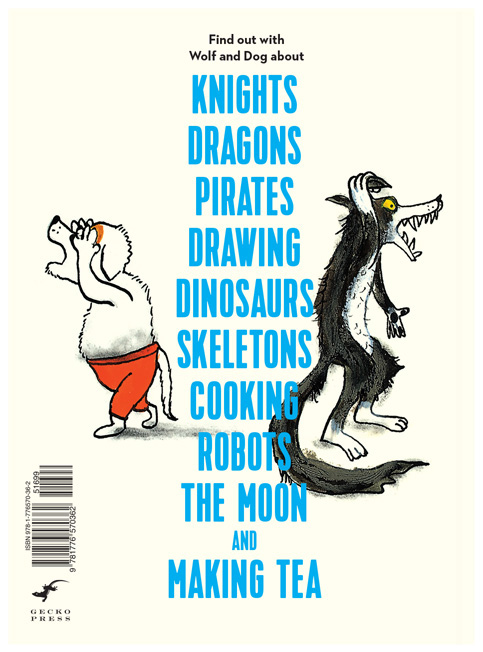 Find out with
Wolf and Dog about
KNIGHTS
DRAGONS
PIRATES
DRAWING
DINOSAURS
SKELETONS
COOKING
ROBOTS
THE MOON
AND
MAKING TEA
51699
ISBN 978-1-776570-36-2
9 781776 570362
GECKO
PRESS